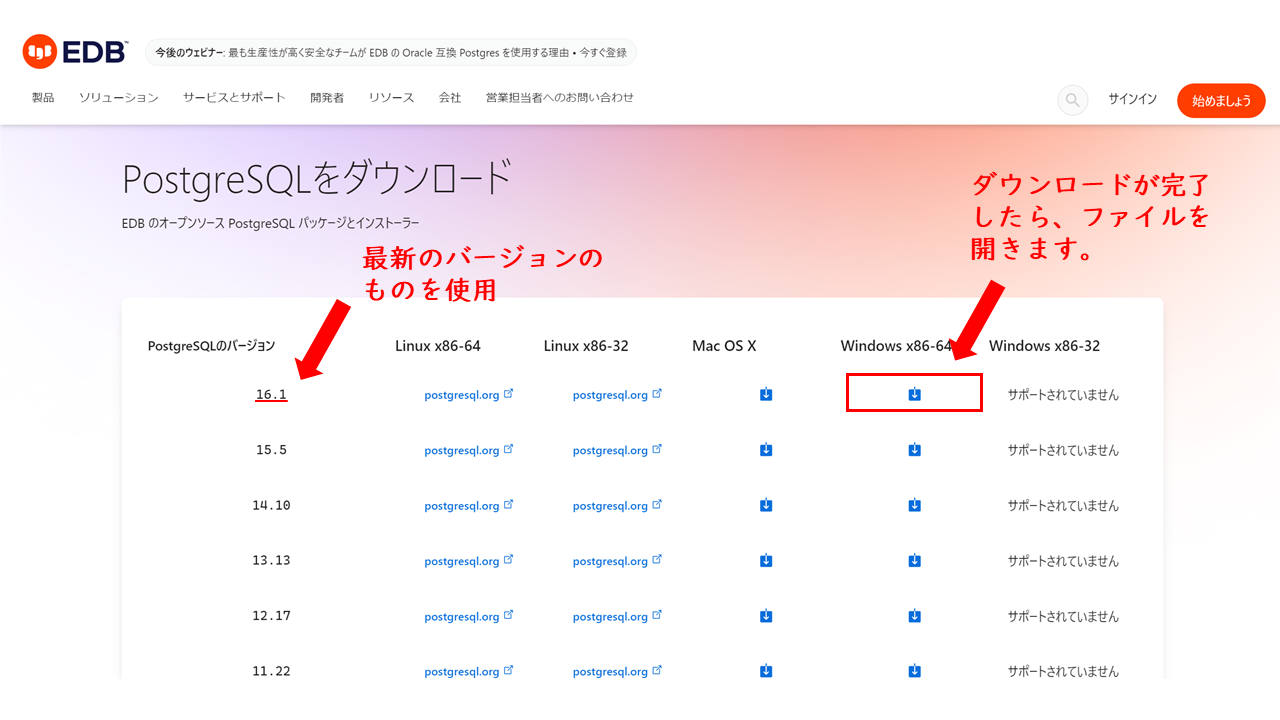 EDB™
今後のウェビナー: 最も生産性が高く安全なチームが EDB の Oracle 互換 Postgres を使用する理由 • 今すぐ登録
製品 ソリューション サービスとサポート 開発者 リソース 会社 営業担当者へのお問い合わせ
サインイン
始めましょう
PostgreSQLをダウンロード
EDB のオープンソース PostgreSQL パッケージとインストーラー
最新のバージョンの
ものを使用
ダウンロードが完了
したら、ファイルを
開きます。
PostgreSQLのバージョン Linux x86-64 Linux x86-32 Mac OS X Windows x86-64 Windows x86-32
16.1 postgresql.org postgresql.org サポートされていません
15.5 postgresql.org postgresql.org サポートされていません
14.10 postgresql.org postgresql.org サポートされていません
13.13 postgresql.org postgresql.org サポートされていません
12.17 postgresql.org postgresql.org サポートされていません
11.22 postgresql.org postgresql.org サポートされていません